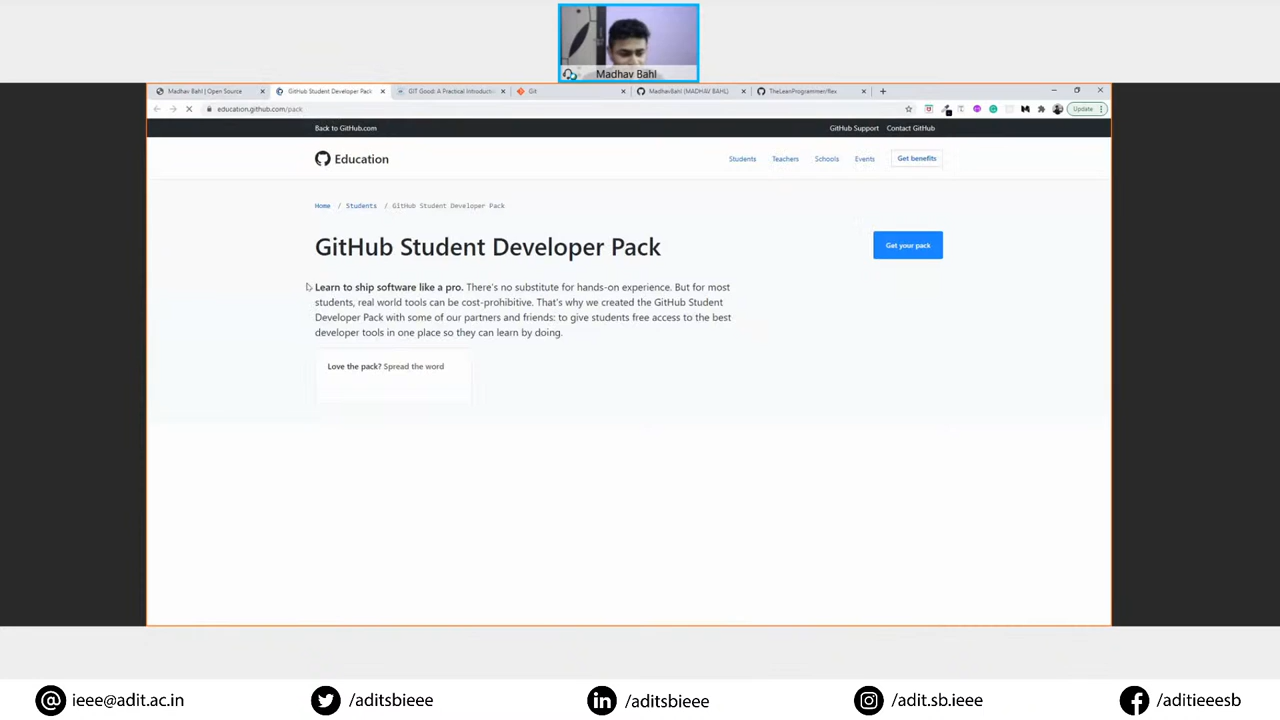 Madhav Bahl
Madhav Bahl | Open Source
GitHub Student Developer Pack
GIT Good: A Practical Introducti
Git
MadhavBahl (MADHAV BAHL)
TheLeanProgrammer/flex
education.github.com/pack
Update
Back to GitHub.com
GitHub Support
Contact GitHub
Education
Students
Teachers
Schools
Events
Get benefits
Home / Students / GitHub Student Developer Pack
GitHub Student Developer Pack
Get your pack
Learn to ship software like a pro. There's no substitute for hands-on experience. But for most
students, real world tools can be cost-prohibitive. That's why we created the GitHub Student
Developer Pack with some of our partners and friends: to give students free access to the best
developer tools in one place so they can learn by doing.
Love the pack? Spread the word
ieee@adit.ac.in
/aditsbieee
/aditsbieee
/adit.sb.ieee
/aditieeesb